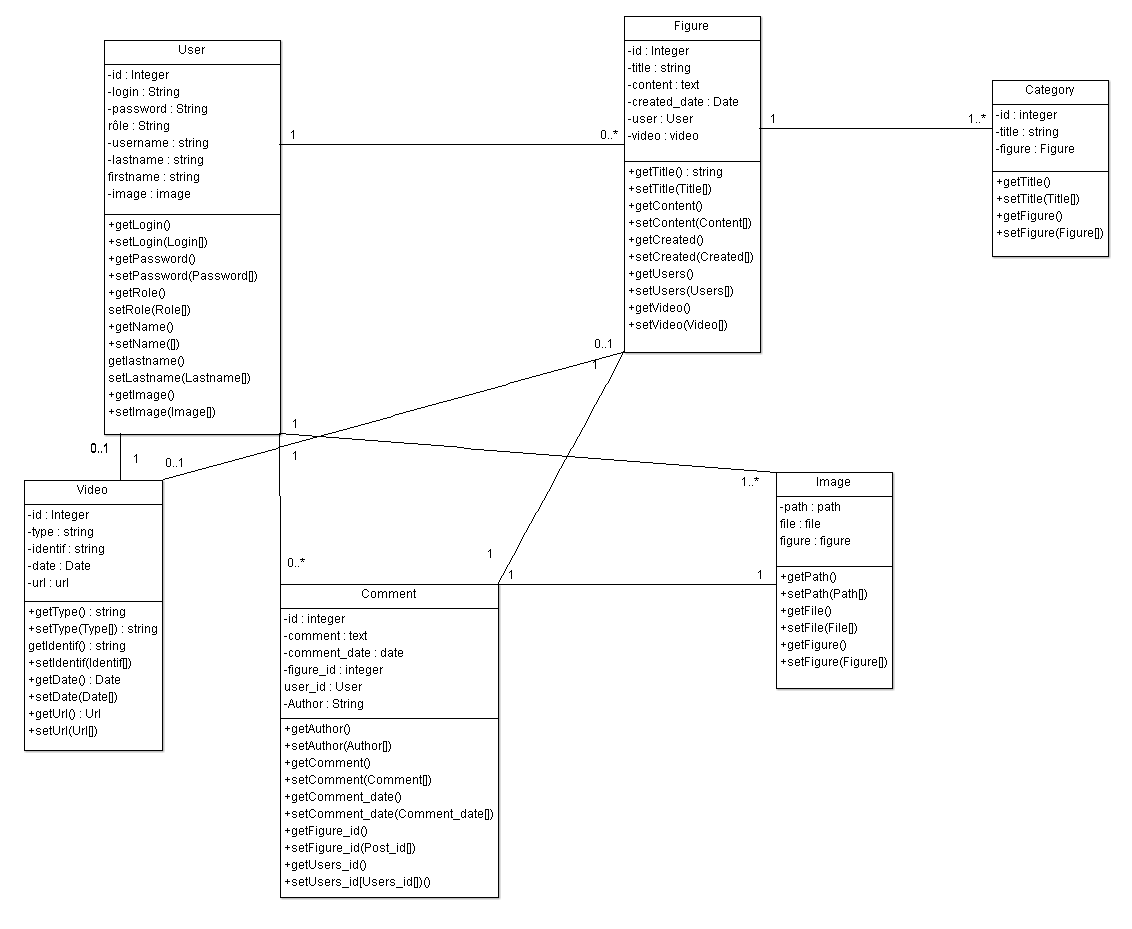 User
-id : Integer
-login : String
-password : String
rôle : String
-username : string
-lastname : string
firstname : string
-image : image
+getLogin()
+setLogin(Login[])
+getPassword()
+setPassword(Password[])
+getRole()
setRole(Role[])
+getName()
+setName([])
getlastname()
setLastname(Lastname[])
+getImage()
+setImage(Image[])
1
0..*
Figure
-id : Integer
-title : string
-content : text
-created_date : Date
-user : User
-video : video
+getTitle() : string
+setTitle(Title[])
+getContent()
+setContent(Content[])
+getCreated()
+setCreated(Created[])
+getUsers()
+setUsers(Users[])
+getVideo()
+setVideo(Video[])
1
1..*
Category
-id : integer
-title : string
-figure : Figure
+getTitle()
+setTitle(Title[])
+getFigure()
+setFigure(Figure[])
0..1
1
1
0..1
1
0..1
1
1..*
0..*
1
1
1
Video
-id : Integer
-type : string
-identif : string
-date : Date
-url : url
+getType() : string
+setType(Type[]) : string
getIdentif() : string
+setIdentif(Identif[])
+getDate() : Date
+setDate(Date[])
+getUrl() : Url
+setUrl(Url[])
Comment
-id : integer
-comment : text
-comment_date : date
-figure_id : integer
user_id : User
-Author : String
+getAuthor()
+setAuthor(Author[])
+getComment()
+setComment(Comment[])
+getComment_date()
+setComment_date(Comment_date[])
+getFigure_id()
+setFigure_id(Post_id[])
+getUsers_id()
+setUsers_id[Users_id[])()
Image
-path : path
file : file
figure : figure
+getPath()
+setPath(Path[])
+getFile()
+setFile(File[])
+getFigure()
+setFigure(Figure[])